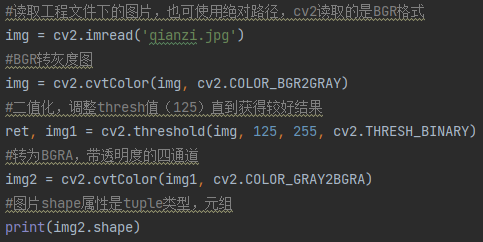 #读取工程文件下的图片，也可使用绝对路径，cv2读取的是BGR格式
img = cv2.imread('qianzi.jpg')
#BGR转灰度图
img = cv2.cvtColor(img, cv2.COLOR_BGR2GRAY)
#二值化，调整thresh值（125）直到获得较好结果
ret, img1 = cv2.threshold(img, 125, 255, cv2.THRESH_BINARY)
#转为BGRA，带透明度的四通道
img2 = cv2.cvtColor(img1, cv2.COLOR_GRAY2BGRA)
#图片shape属性是tuple类型，元组
print(img2.shape)